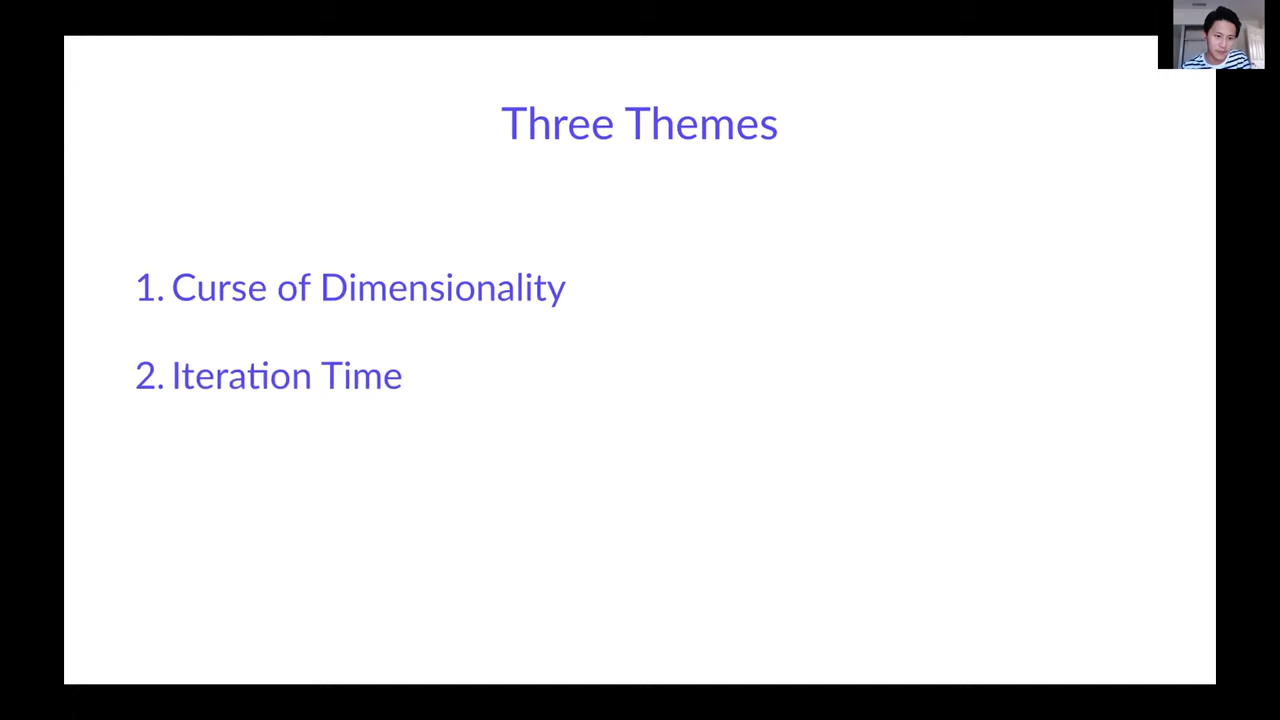 Three Themes
1. Curse of Dimensionality
2. Iteration Time